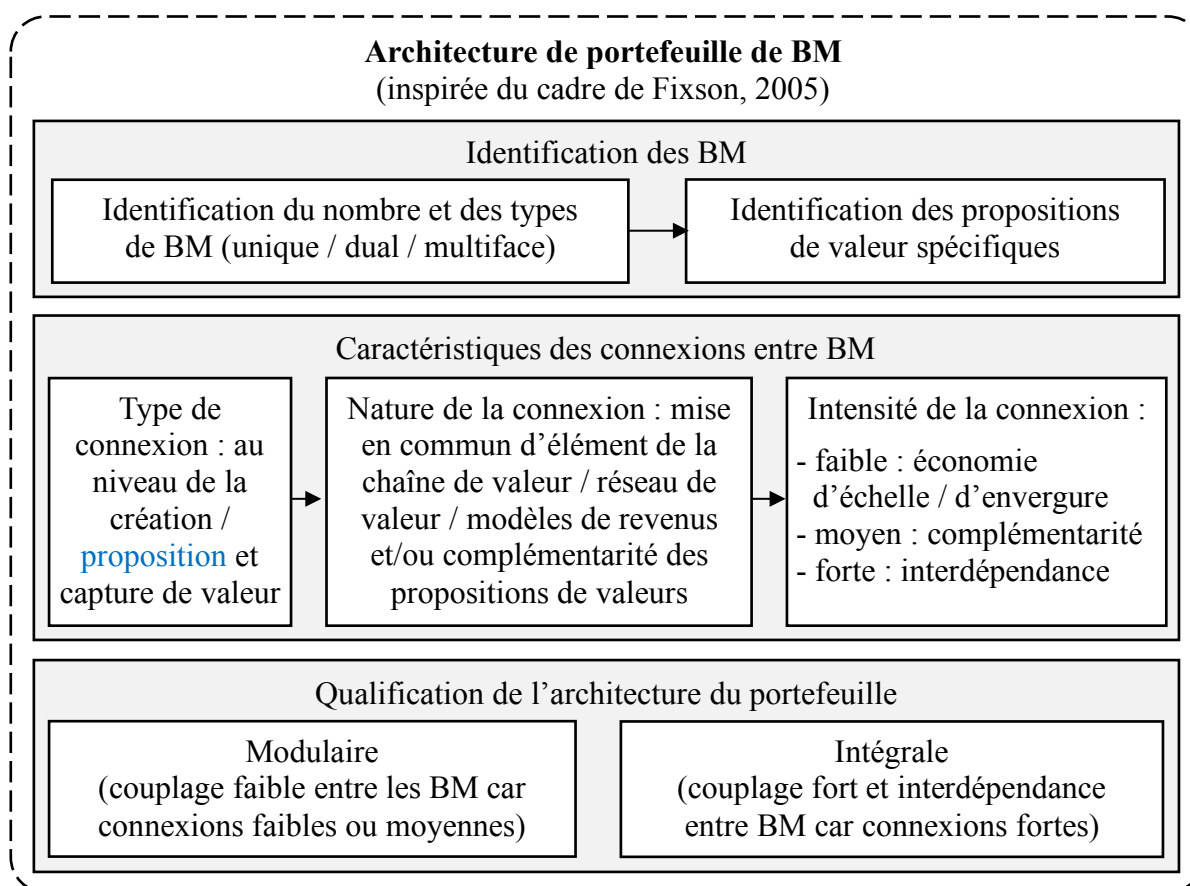 Architecture de portefeuille de BM
(inspirée du cadre de Fixson, 2005)
Identification des BM
Identification du nombre et des types
de BM (unique / dual / multiface)
Identification des propositions
de valeur spécifiques
Caractéristiques des connexions entre BM
Type de
connexion : au
niveau de la
création /
proposition et
capture de valeur
Nature de la connexion : mise
en commun d’élément de la
chaîne de valeur / réseau de
valeur / modèles de revenus
et/ou complémentarité des
propositions de valeurs
Intensité de la connexion :
- faible : économie
d’échelle / d’envergure
- moyen : complémentarité
- forte : interdépendance
Qualification de l’architecture du portefeuille
Modulaire
(couplage faible entre les BM car
connexions faibles ou moyennes)
Intégrale
(couplage fort et interdépendance
entre BM car connexions fortes)